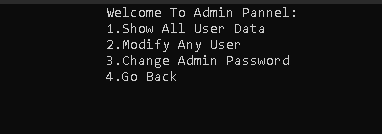 Welcome To Admin Pannel:
1.Show All User Data
2.Modify Any User
3.Change Admin Password
4.Go Back